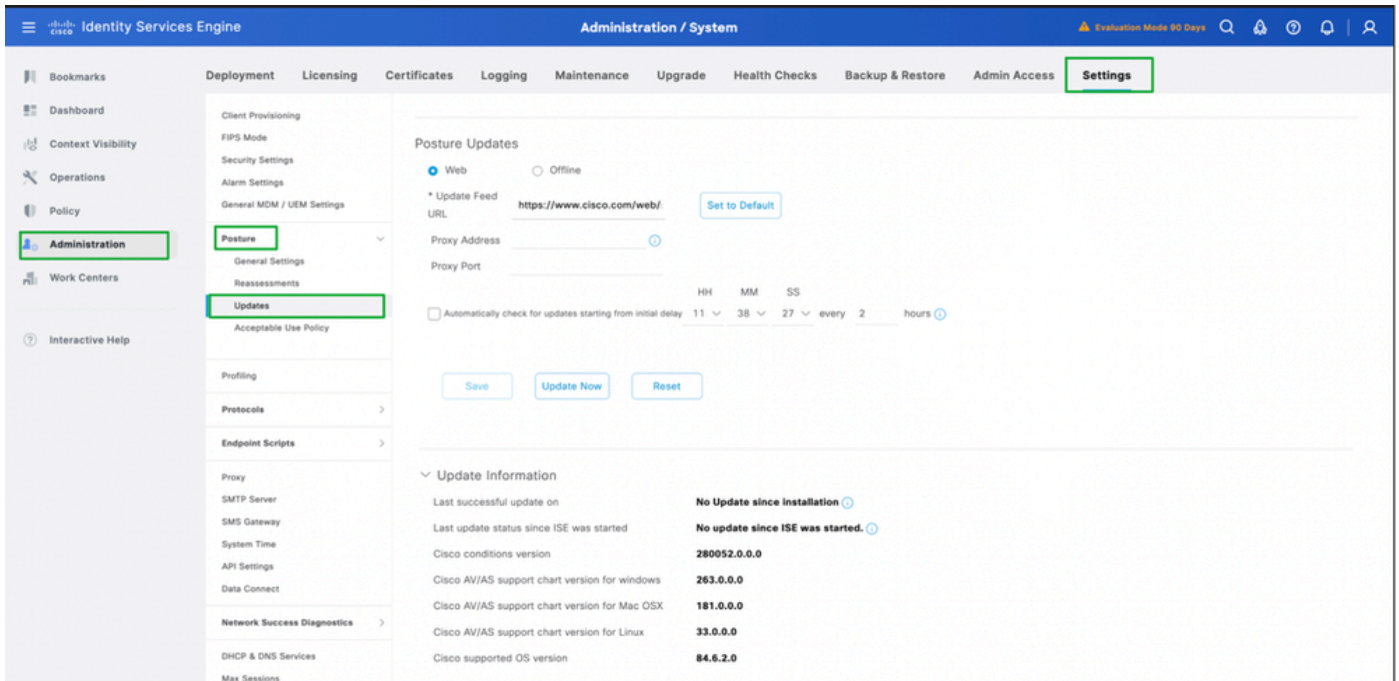 cisco Identity Services Engine
Administration / System
Evaluation Mode 90 Days
Bookmarks
Dashboard
Context Visibility
Operations
Policy
Administration
Work Centers
Interactive Help
Deployment Licensing Certificates Logging Maintenance Upgrade Health Checks Backup & Restore Admin Access Settings
Client Provisioning
FIPS Mode
Security Settings
Alarm Settings
General MDM / UEM Settings
Posture
General Settings
Reassessments
Updates
Acceptable Use Policy
Profiling
Protocols
Endpoint Scripts
Proxy
SMTP Server
SMS Gateway
System Time
API Settings
Data Connect
Network Success Diagnostics
DHCP & DNS Services
Max Sessions
Posture Updates
Web Offline
* Update Feed
URL
https://www.cisco.com/web/
Set to Default
Proxy Address
Proxy Port
HH MM SS
Automatically check for updates starting from initial delay 11 38 27 every 2 hours
Save Update Now Reset
Update Information
Last successful update on No Update since installation
Last update status since ISE was started No update since ISE was started.
Cisco conditions version 280052.0.0.0
Cisco AV/AS support chart version for windows 263.0.0.0
Cisco AV/AS support chart version for Mac OSX 181.0.0.0
Cisco AV/AS support chart version for Linux 33.0.0.0
Cisco supported OS version 84.6.2.0